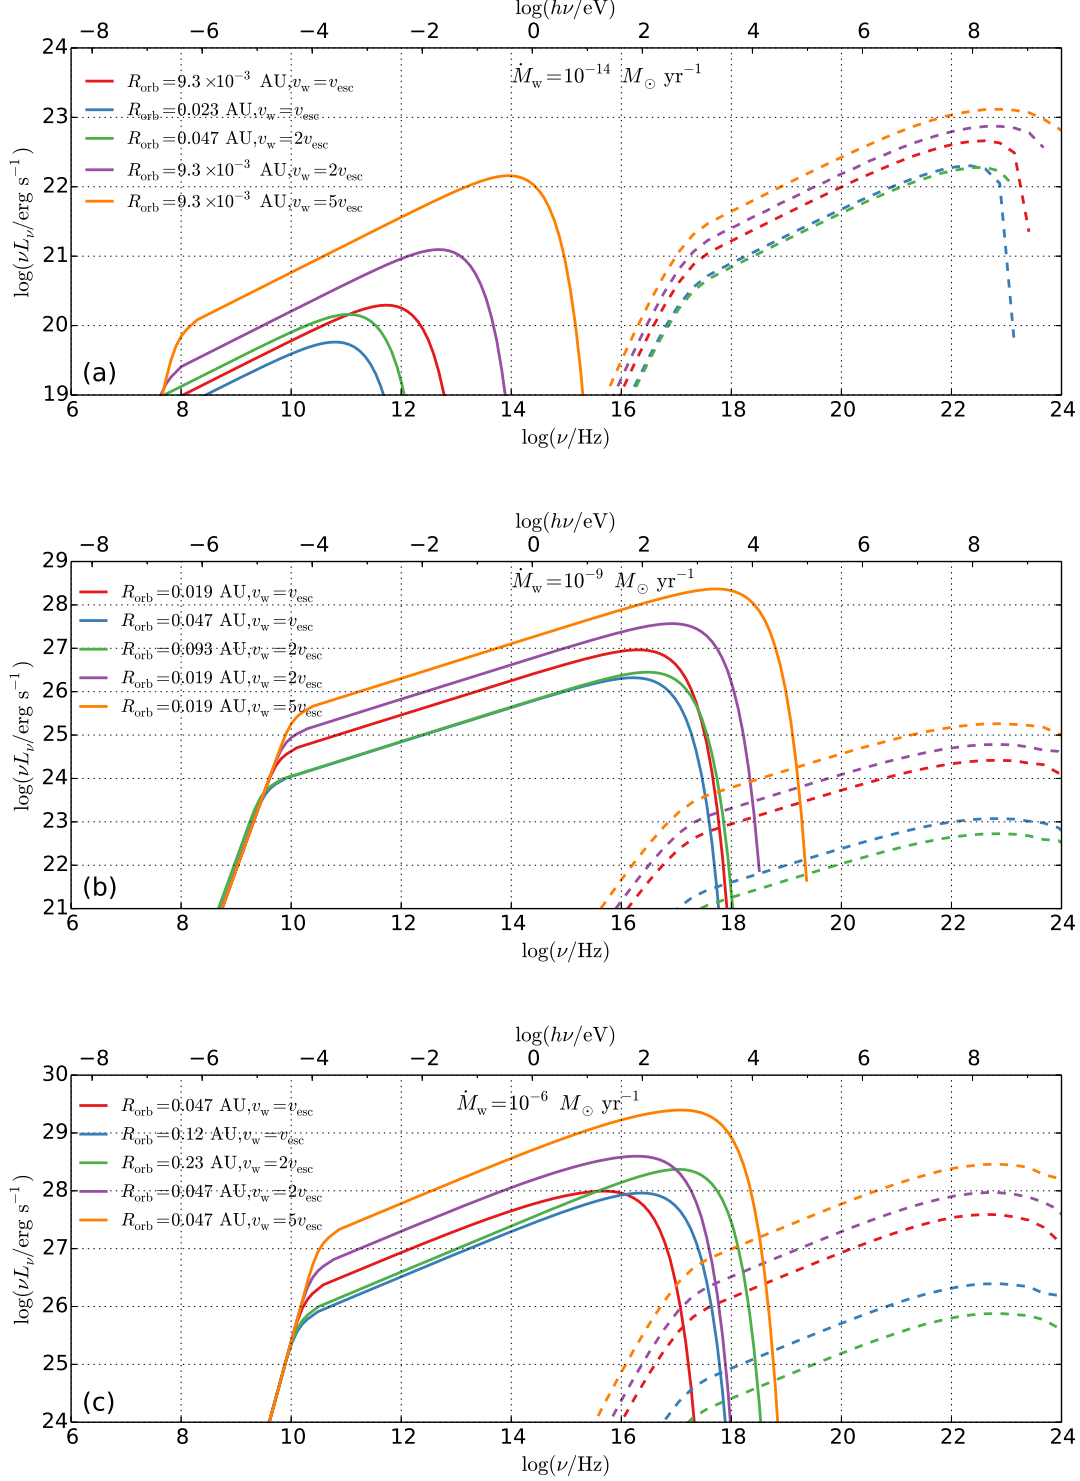 log(hν/eV)
−8 −6 −4 −2 0 2 4 6 8
Ṁw=10⁻¹⁴ M⊙ yr⁻¹
Rorb=9.3×10⁻³ AU,vw=vesc
Rorb=0.023 AU,vw=vesc
Rorb=0.047 AU,vw=2vesc
Rorb=9.3×10⁻³ AU,vw=2vesc
Rorb=9.3×10⁻³ AU,vw=5vesc
24
23
22
21
20
19
log(νLν/erg s⁻¹)
(a)
6 8 10 12 14 16 18 20 22 24
log(ν/Hz)
log(hν/eV)
−8 −6 −4 −2 0 2 4 6 8
Ṁw=10⁻⁹ M⊙ yr⁻¹
Rorb=0.019 AU,vw=vesc
Rorb=0.047 AU,vw=vesc
Rorb=0.093 AU,vw=2vesc
Rorb=0.019 AU,vw=2vesc
Rorb=0.019 AU,vw=5vesc
29
28
27
26
25
24
23
22
21
log(νLν/erg s⁻¹)
(b)
6 8 10 12 14 16 18 20 22 24
log(ν/Hz)
log(hν/eV)
−8 −6 −4 −2 0 2 4 6 8
Ṁw=10⁻⁶ M⊙ yr⁻¹
Rorb=0.047 AU,vw=vesc
Rorb=0.12 AU,vw=vesc
Rorb=0.23 AU,vw=2vesc
Rorb=0.047 AU,vw=2vesc
Rorb=0.047 AU,vw=5vesc
30
29
28
27
26
25
24
log(νLν/erg s⁻¹)
(c)
6 8 10 12 14 16 18 20 22 24
log(ν/Hz)